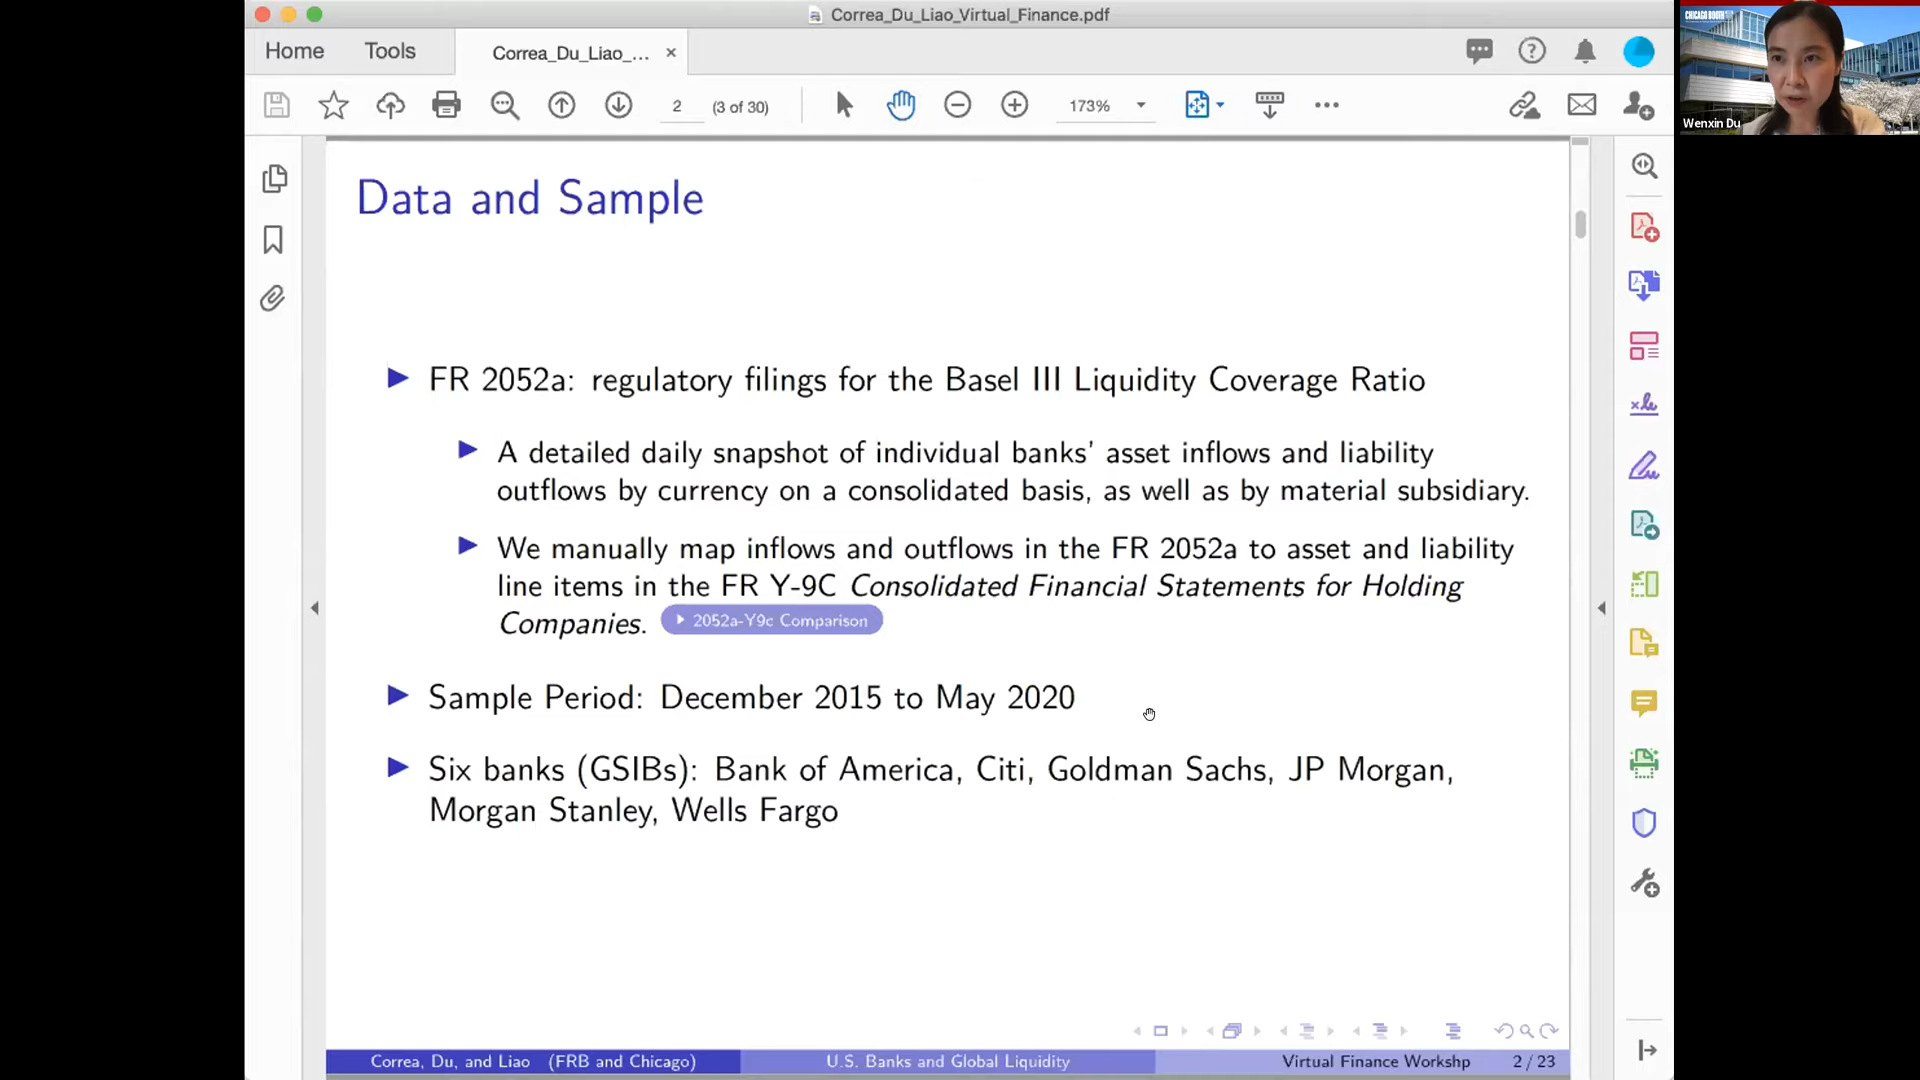 Correa_Du_Liao_Virtual_Finance.pdf
Home
Tools
Correa_Du_Liao_... ×
2 (3 of 30)
173%
CHICAGO BOOTH
Wenxin Du
Data and Sample
FR 2052a: regulatory filings for the Basel III Liquidity Coverage Ratio
A detailed daily snapshot of individual banks' asset inflows and liability
outflows by currency on a consolidated basis, as well as by material subsidiary.
We manually map inflows and outflows in the FR 2052a to asset and liability
line items in the FR Y-9C Consolidated Financial Statements for Holding
Companies. 2052a-Y9c Comparison
Sample Period: December 2015 to May 2020
Six banks (GSIBs): Bank of America, Citi, Goldman Sachs, JP Morgan,
Morgan Stanley, Wells Fargo
Correa, Du, and Liao (FRB and Chicago) U.S. Banks and Global Liquidity Virtual Finance Workshp 2 / 23